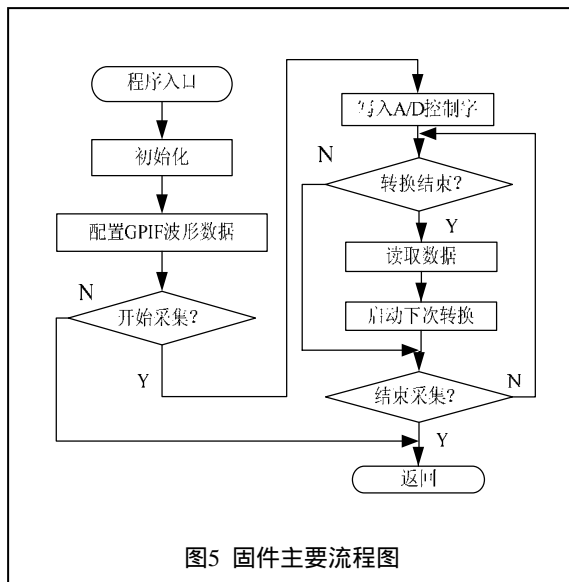 程序入口
初始化
配置GPIF波形数据
N
开始采集?
Y
写入A/D控制字
N
转换结束?
Y
读取数据
启动下次转换
结束采集?
N
Y
返回
图5 固件主要流程图